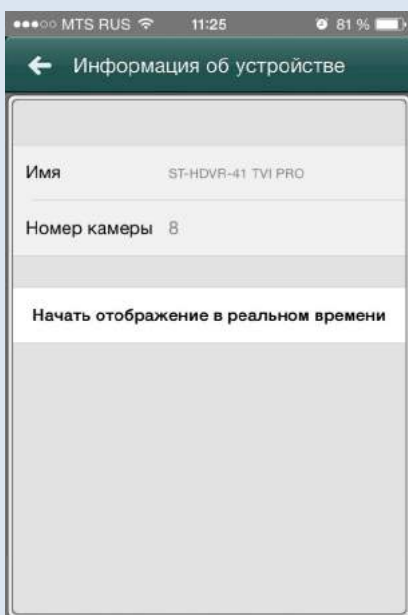 MTS RUS 11:25 81 %
Информация об устройстве
Имя ST-HDVR-41 TVI PRO
Номер камеры 8
Начать отображение в реальном времени